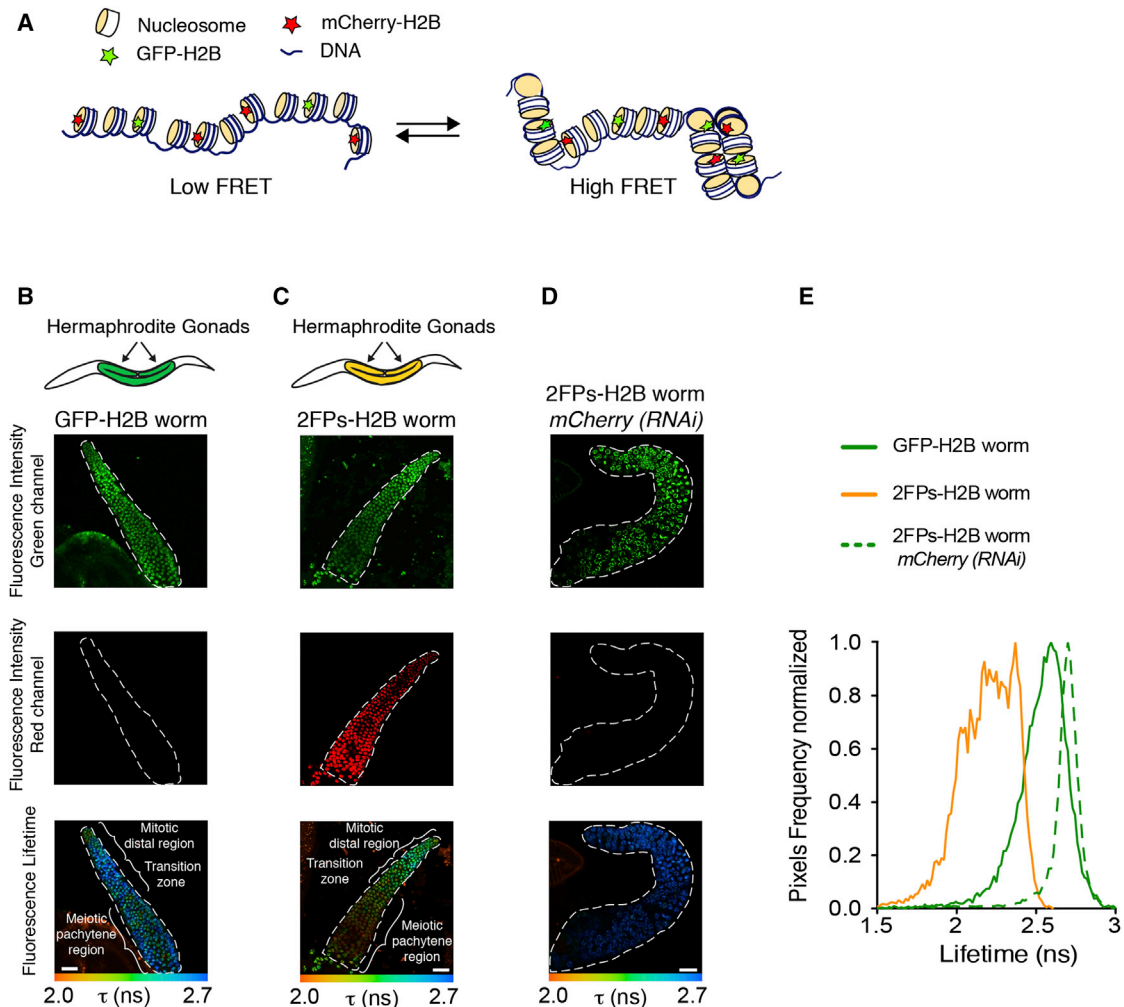 A
Nucleosome
mCherry-H2B
GFP-H2B
DNA
Low FRET
High FRET
B
C
D
E
Hermaphrodite Gonads
Hermaphrodite Gonads
GFP-H2B worm
2FPs-H2B worm
2FPs-H2B worm
mCherry (RNAi)
Fluorescence Intensity
Green channel
Fluorescence Intensity
Red channel
Fluorescence Lifetime
Mitotic
distal region
Transition
zone
Meiotic
pachytene
region
2.0 τ (ns) 2.7
Mitotic
distal region
Transition
zone
Meiotic
pachytene
region
2.0 τ (ns) 2.7
2.0 τ (ns) 2.7
GFP-H2B worm
2FPs-H2B worm
2FPs-H2B worm
mCherry (RNAi)
Pixels Frequency normalized
1.0
0.8
0.6
0.4
0.2
0.0
1.5 2 2.5 3
Lifetime (ns)